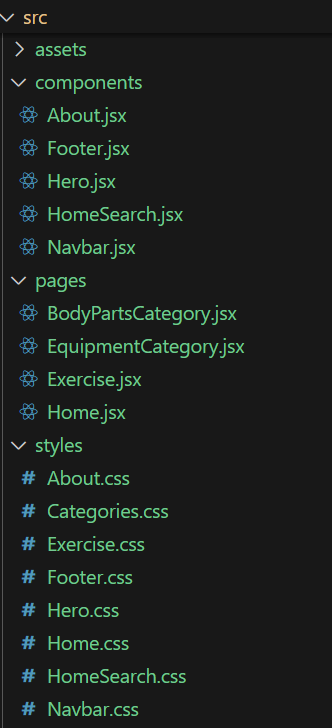 src
assets
components
About.jsx
Footer.jsx
Hero.jsx
HomeSearch.jsx
Navbar.jsx
pages
BodyPartsCategory.jsx
EquipmentCategory.jsx
Exercise.jsx
Home.jsx
styles
# About.css
# Categories.css
# Exercise.css
# Footer.css
# Hero.css
# Home.css
# HomeSearch.css
# Navbar.css